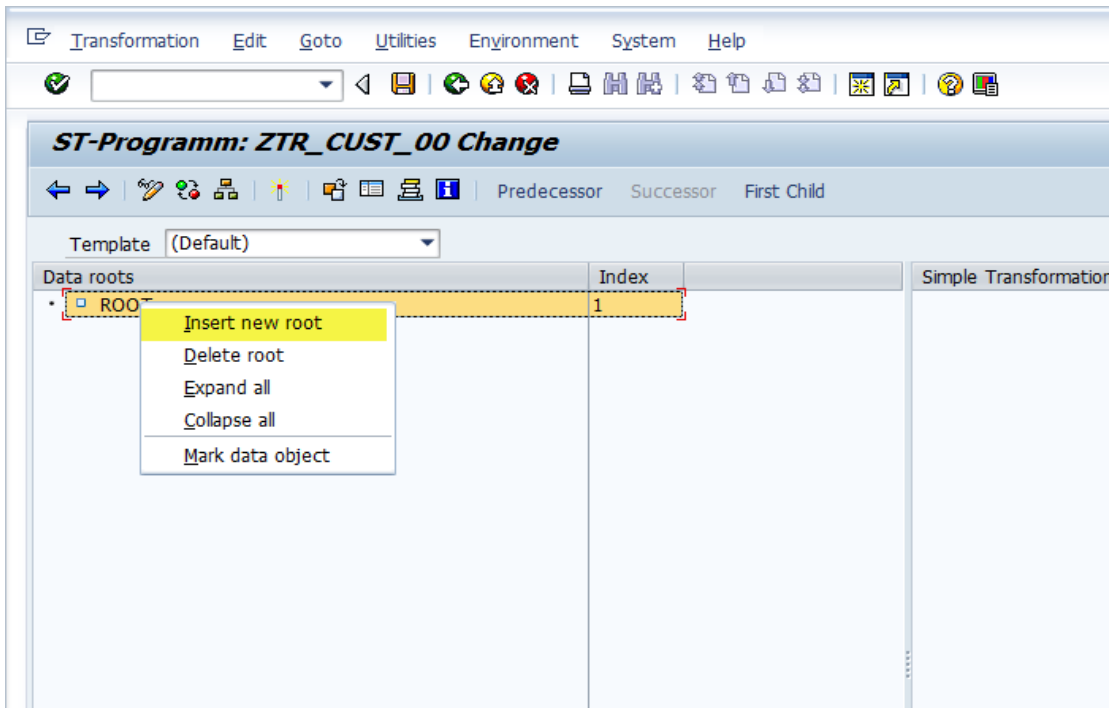 Transformation Edit Goto Utilities Environment System Help
ST-Programm: ZTR_CUST_00 Change
Predecessor Successor First Child
Template (Default)
Data roots Index Simple Transformation
ROOT 1
Insert new root
Delete root
Expand all
Collapse all
Mark data object